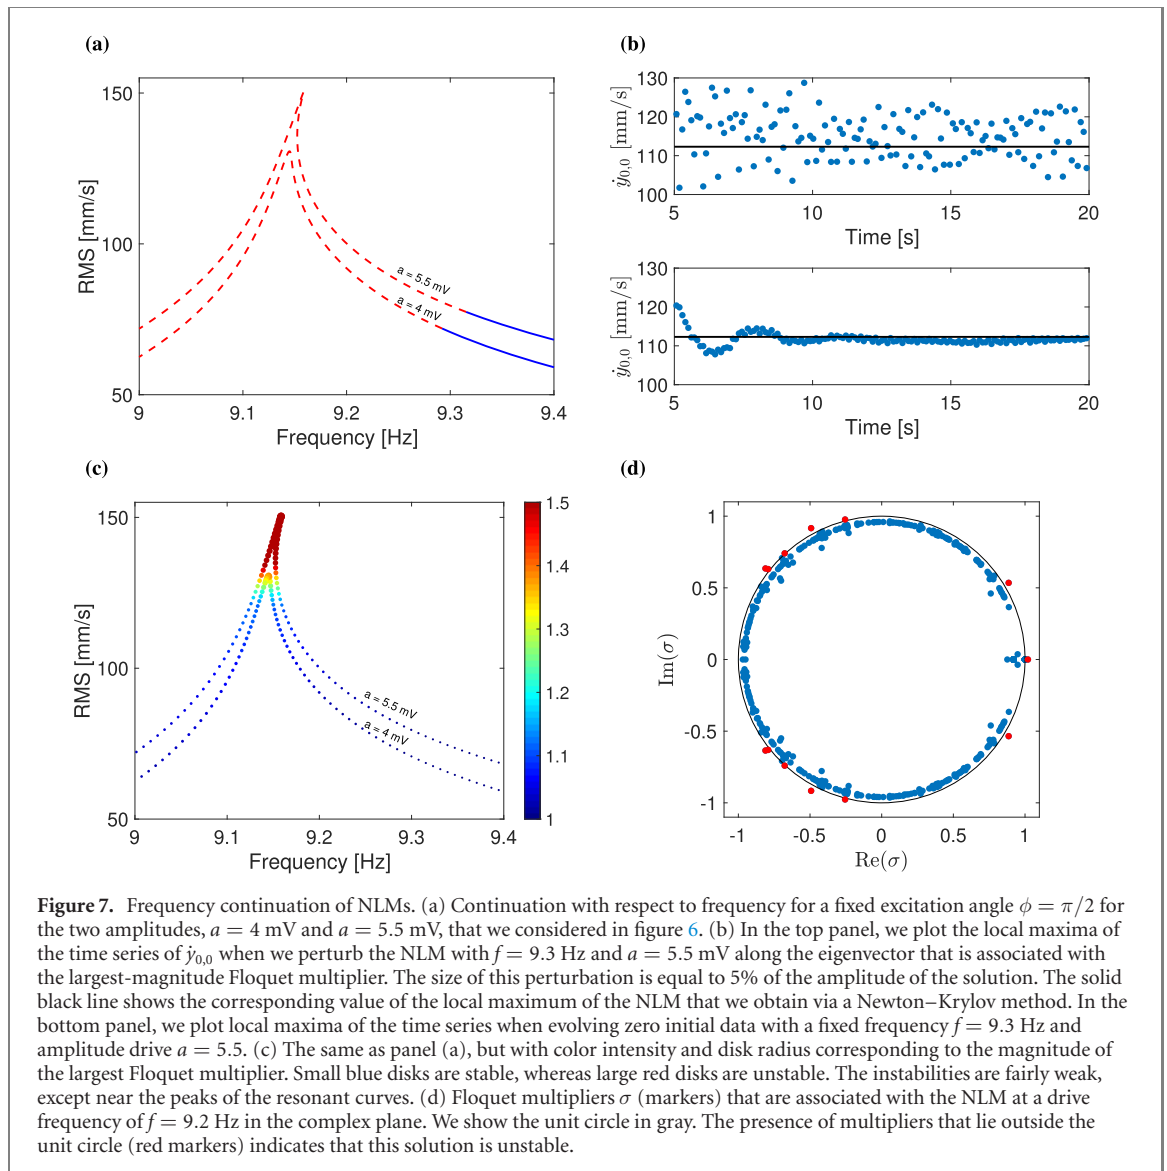 (a)
150
100
50
9
9.1
9.2
9.3
9.4
RMS [mm/s]
Frequency [Hz]
a = 5.5 mV
a = 4 mV
(b)
130
120
110
100
5
10
15
20
ẏ0,0 [mm/s]
Time [s]
130
120
110
100
5
10
15
20
ẏ0,0 [mm/s]
Time [s]
(c)
150
100
50
9
9.1
9.2
9.3
9.4
RMS [mm/s]
Frequency [Hz]
a = 5.5 mV
a = 4 mV
1.5
1.4
1.3
1.2
1.1
1
(d)
1
0.5
0
-0.5
-1
-1
-0.5
0
0.5
1
Im(σ)
Re(σ)
Figure 7. Frequency continuation of NLMs. (a) Continuation with respect to frequency for a fixed excitation angle ϕ = π/2 for
the two amplitudes, a = 4 mV and a = 5.5 mV, that we considered in figure 6. (b) In the top panel, we plot the local maxima of
the time series of ẏ0,0 when we perturb the NLM with f = 9.3 Hz and a = 5.5 mV along the eigenvector that is associated with
the largest-magnitude Floquet multiplier. The size of this perturbation is equal to 5% of the amplitude of the solution. The solid
black line shows the corresponding value of the local maximum of the NLM that we obtain via a Newton–Krylov method. In the
bottom panel, we plot local maxima of the time series when evolving zero initial data with a fixed frequency f = 9.3 Hz and
amplitude drive a = 5.5. (c) The same as panel (a), but with color intensity and disk radius corresponding to the magnitude of
the largest Floquet multiplier. Small blue disks are stable, whereas large red disks are unstable. The instabilities are fairly weak,
except near the peaks of the resonant curves. (d) Floquet multipliers σ (markers) that are associated with the NLM at a drive
frequency of f = 9.2 Hz in the complex plane. We show the unit circle in gray. The presence of multipliers that lie outside the
unit circle (red markers) indicates that this solution is unstable.